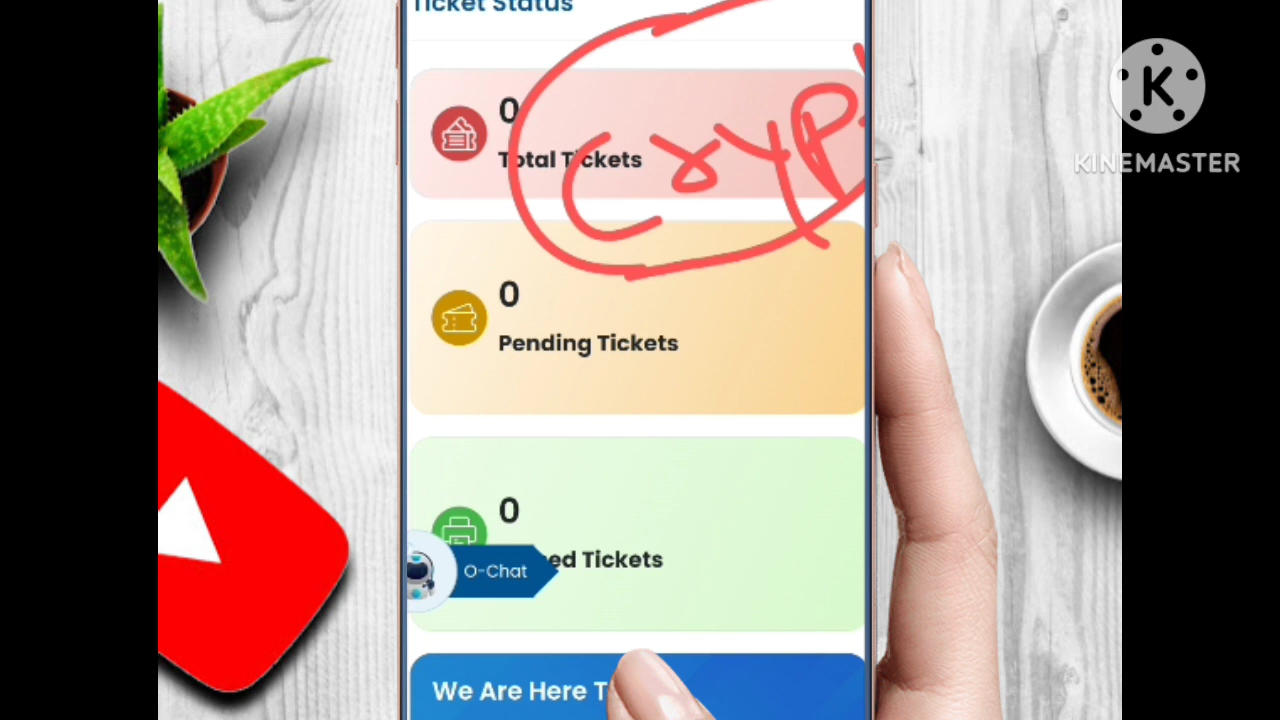 Ticket Status
0
Total Tickets
0
Pending Tickets
0
ed Tickets
O-Chat
We Are Here T
K
KINEMASTER